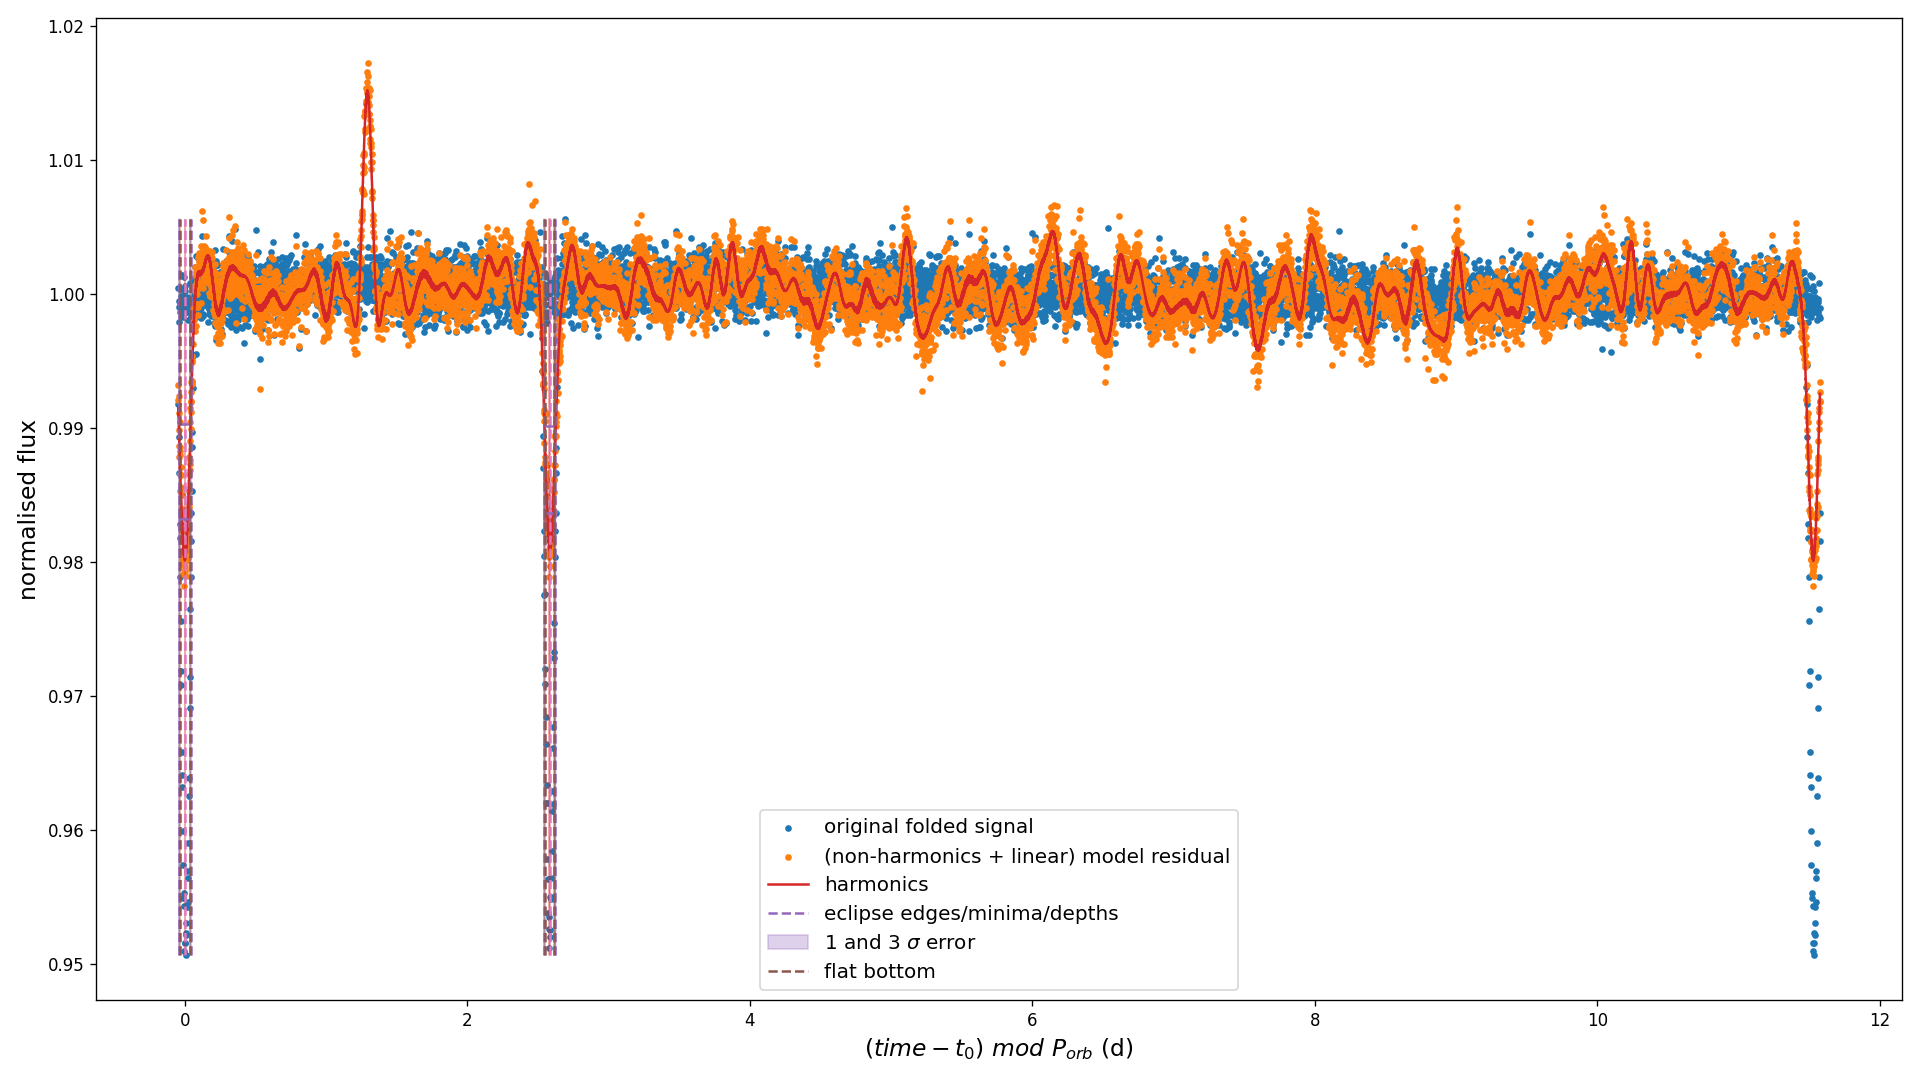 1.02
1.01
1.00
0.99
0.98
0.97
0.96
0.95
normalised flux
original folded signal
(non-harmonics + linear) model residual
harmonics
eclipse edges/minima/depths
1 and 3 σ error
flat bottom
0 2 4 6 8 10 12
(time − t₀) mod Pₒᵣb (d)